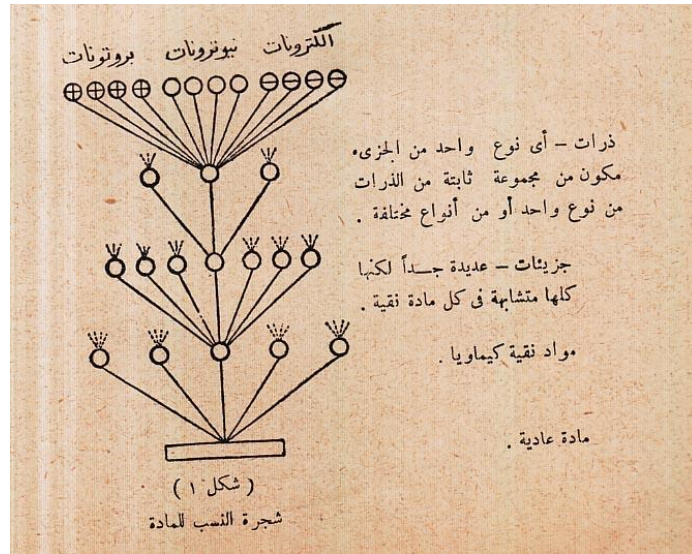 الكترونات نيوترونات بروتونات
ذرات – أى نوع واحد من الجزىء
مكون من مجموعة ثابتة من الذرات
من نوع واحد أو من أنواع مختلفة .
جزيئات – عديدة جداً لكنها
كلها متشابهة فى كل مادة نقية .
مواد نقية كيماويا .
مادة عادية .
( شكل ١ )
شجرة النسب للمادة